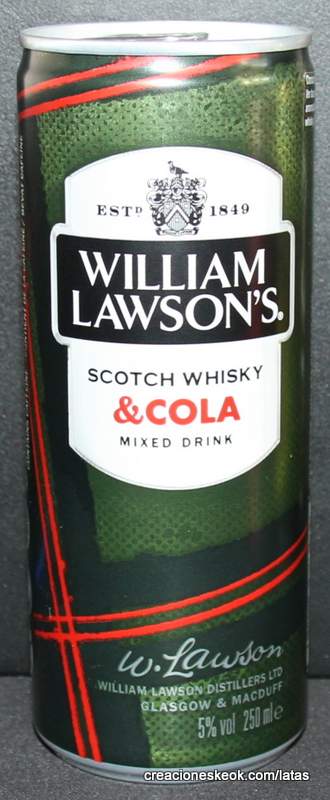 ESTD 1849
WILLIAM
LAWSON'S.
SCOTCH WHISKY
&COLA
MIXED DRINK
W. Lawson
WILLIAM LAWSON DISTILLERS LTD
GLASGOW & MACDUFF
5% vol 250 ml e
creacioneskeok.com/latas